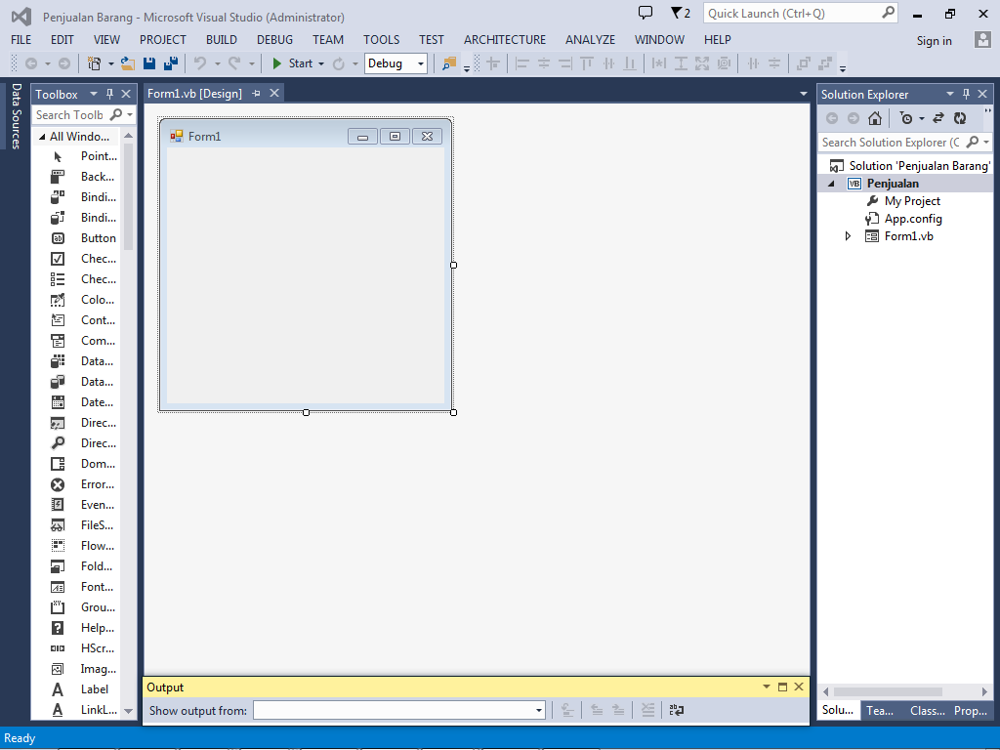 Penjualan Barang - Microsoft Visual Studio (Administrator)
2
Quick Launch (Ctrl+Q)
FILE EDIT VIEW PROJECT BUILD DEBUG TEAM TOOLS TEST ARCHITECTURE ANALYZE WINDOW HELP
Sign in
Start Debug
Data Sources
Toolbox
Search Toolb
All Windo...
Point...
Back...
Bindi...
Bindi...
Button
Chec...
Chec...
Colo...
Cont...
Com...
Data...
Data...
Date...
Direc...
Direc...
Dom...
Error...
Even...
FileS...
Flow...
Fold...
Font...
Grou...
Help...
HScr...
Imag...
Label
LinkL...
Form1.vb [Design]
Form1
Output
Show output from:
Solution Explorer
Search Solution Explorer (C
Solution 'Penjualan Barang'
VB Penjualan
My Project
App.config
Form1.vb
Solu... Tea... Class... Prop...
Ready